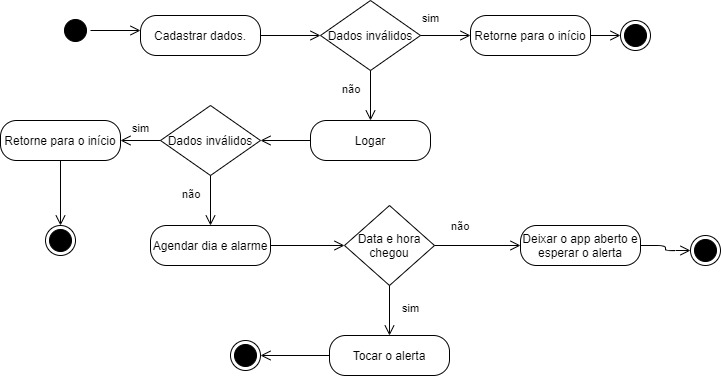 sim
Cadastrar dados.
Dados inválidos
Retorne para o início
não
sim
Retorne para o início
Dados inválidos
Logar
não
Agendar dia e alarme
Data e hora
chegou
não
Deixar o app aberto e
esperar o alerta
sim
Tocar o alerta